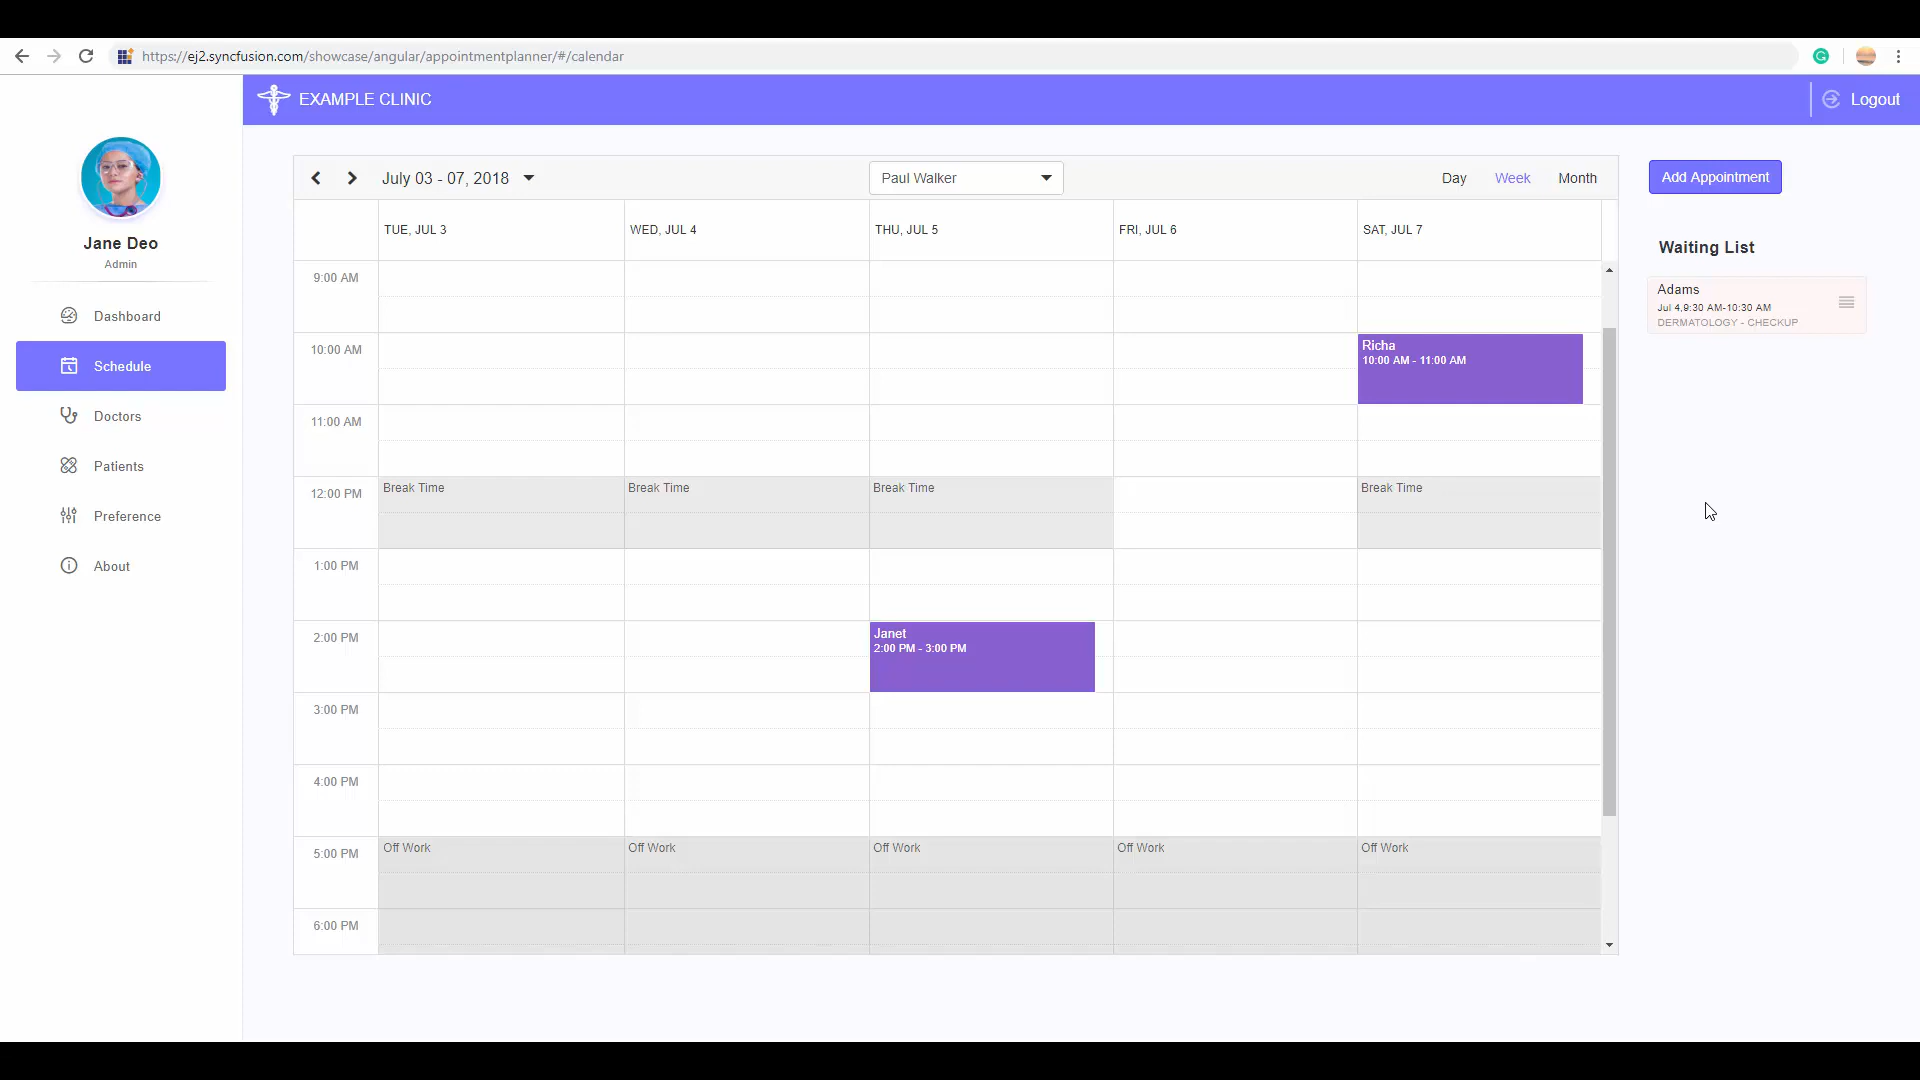 https://ej2.syncfusion.com/showcase/angular/appointmentplanner/#/calendar
EXAMPLE CLINIC
Logout
Jane Deo
Admin
Dashboard
Schedule
Doctors
Patients
Preference
About
July 03 - 07, 2018
Paul Walker
Day
Week
Month
TUE, JUL 3
WED, JUL 4
THU, JUL 5
FRI, JUL 6
SAT, JUL 7
9:00 AM
10:00 AM
Richa
10:00 AM - 11:00 AM
11:00 AM
12:00 PM
Break Time
Break Time
Break Time
Break Time
1:00 PM
2:00 PM
Janet
2:00 PM - 3:00 PM
3:00 PM
4:00 PM
5:00 PM
Off Work
Off Work
Off Work
Off Work
Off Work
6:00 PM
Add Appointment
Waiting List
Adams
Jul 4,9:30 AM-10:30 AM
DERMATOLOGY - CHECKUP